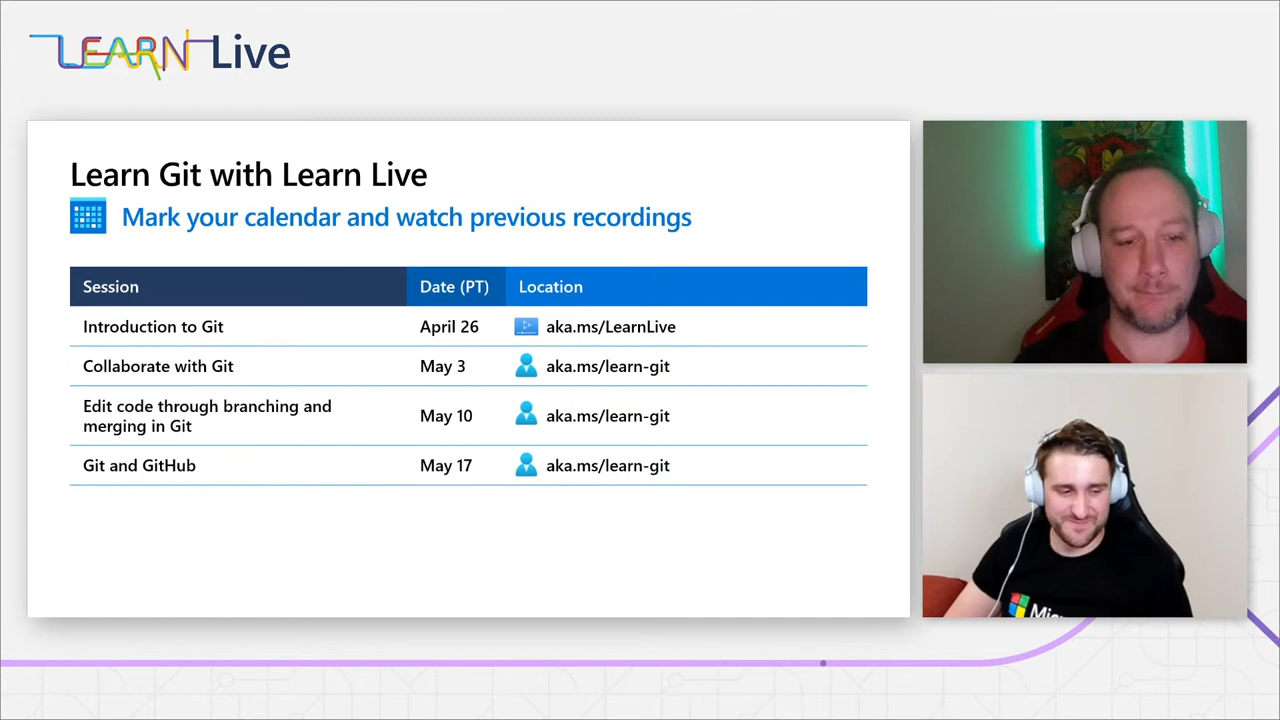 LEARN Live
Learn Git with Learn Live
Mark your calendar and watch previous recordings
Session Date (PT) Location
Introduction to Git April 26 aka.ms/LearnLive
Collaborate with Git May 3 aka.ms/learn-git
Edit code through branching and
merging in Git May 10 aka.ms/learn-git
Git and GitHub May 17 aka.ms/learn-git